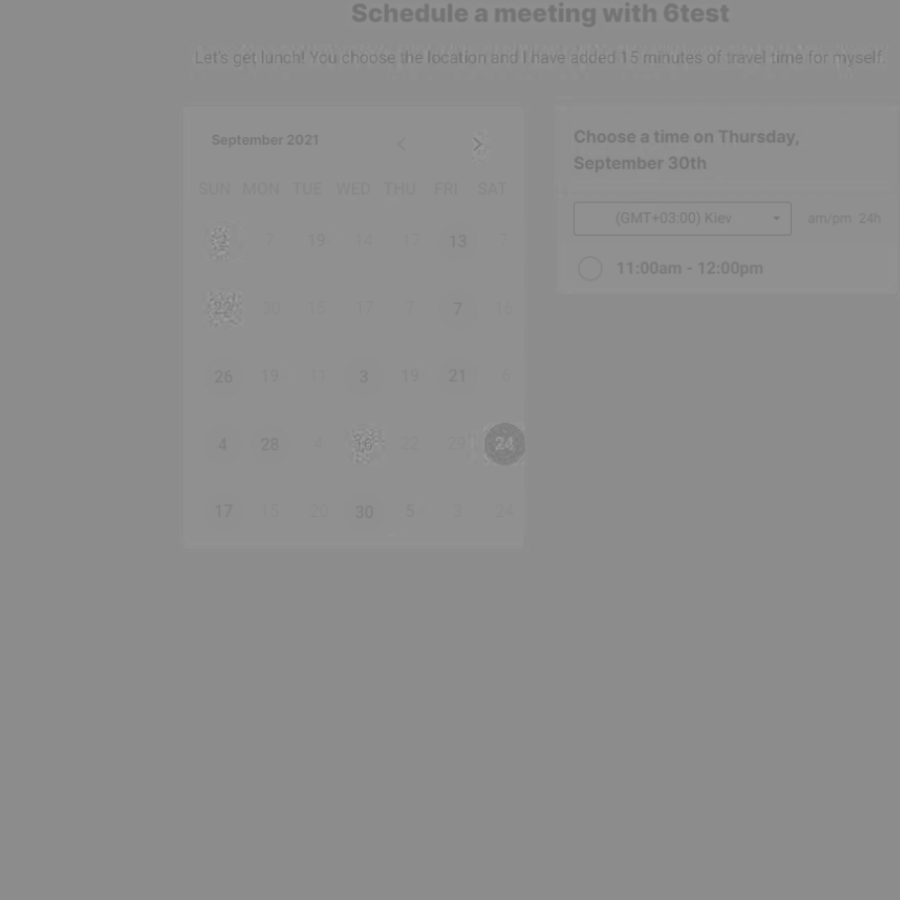 Schedule a meeting with 6test
Let's get lunch! You choose the location and I have added 15 minutes of travel time for myself.
September 2021
SUN MON TUE WED THU FRI SAT
7 19 14 17 13 7
22 30 15 17 7 7 16
26 19 11 3 19 21 6
4 28 4 16 22 29 24
17 15 20 30 5 3 24
Choose a time on Thursday,
September 30th
(GMT+03:00) Kiev am/pm 24h
11:00am - 12:00pm